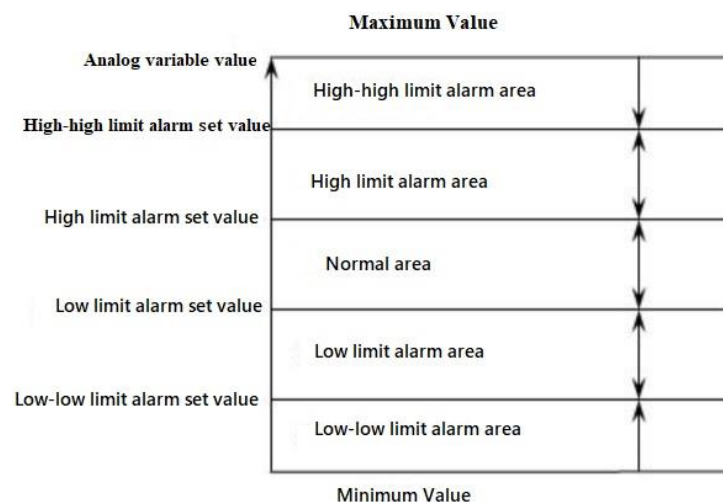 Maximum Value
Analog variable value
High-high limit alarm area
High-high limit alarm set value
High limit alarm area
High limit alarm set value
Normal area
Low limit alarm set value
Low limit alarm area
Low-low limit alarm set value
Low-low limit alarm area
Minimum Value